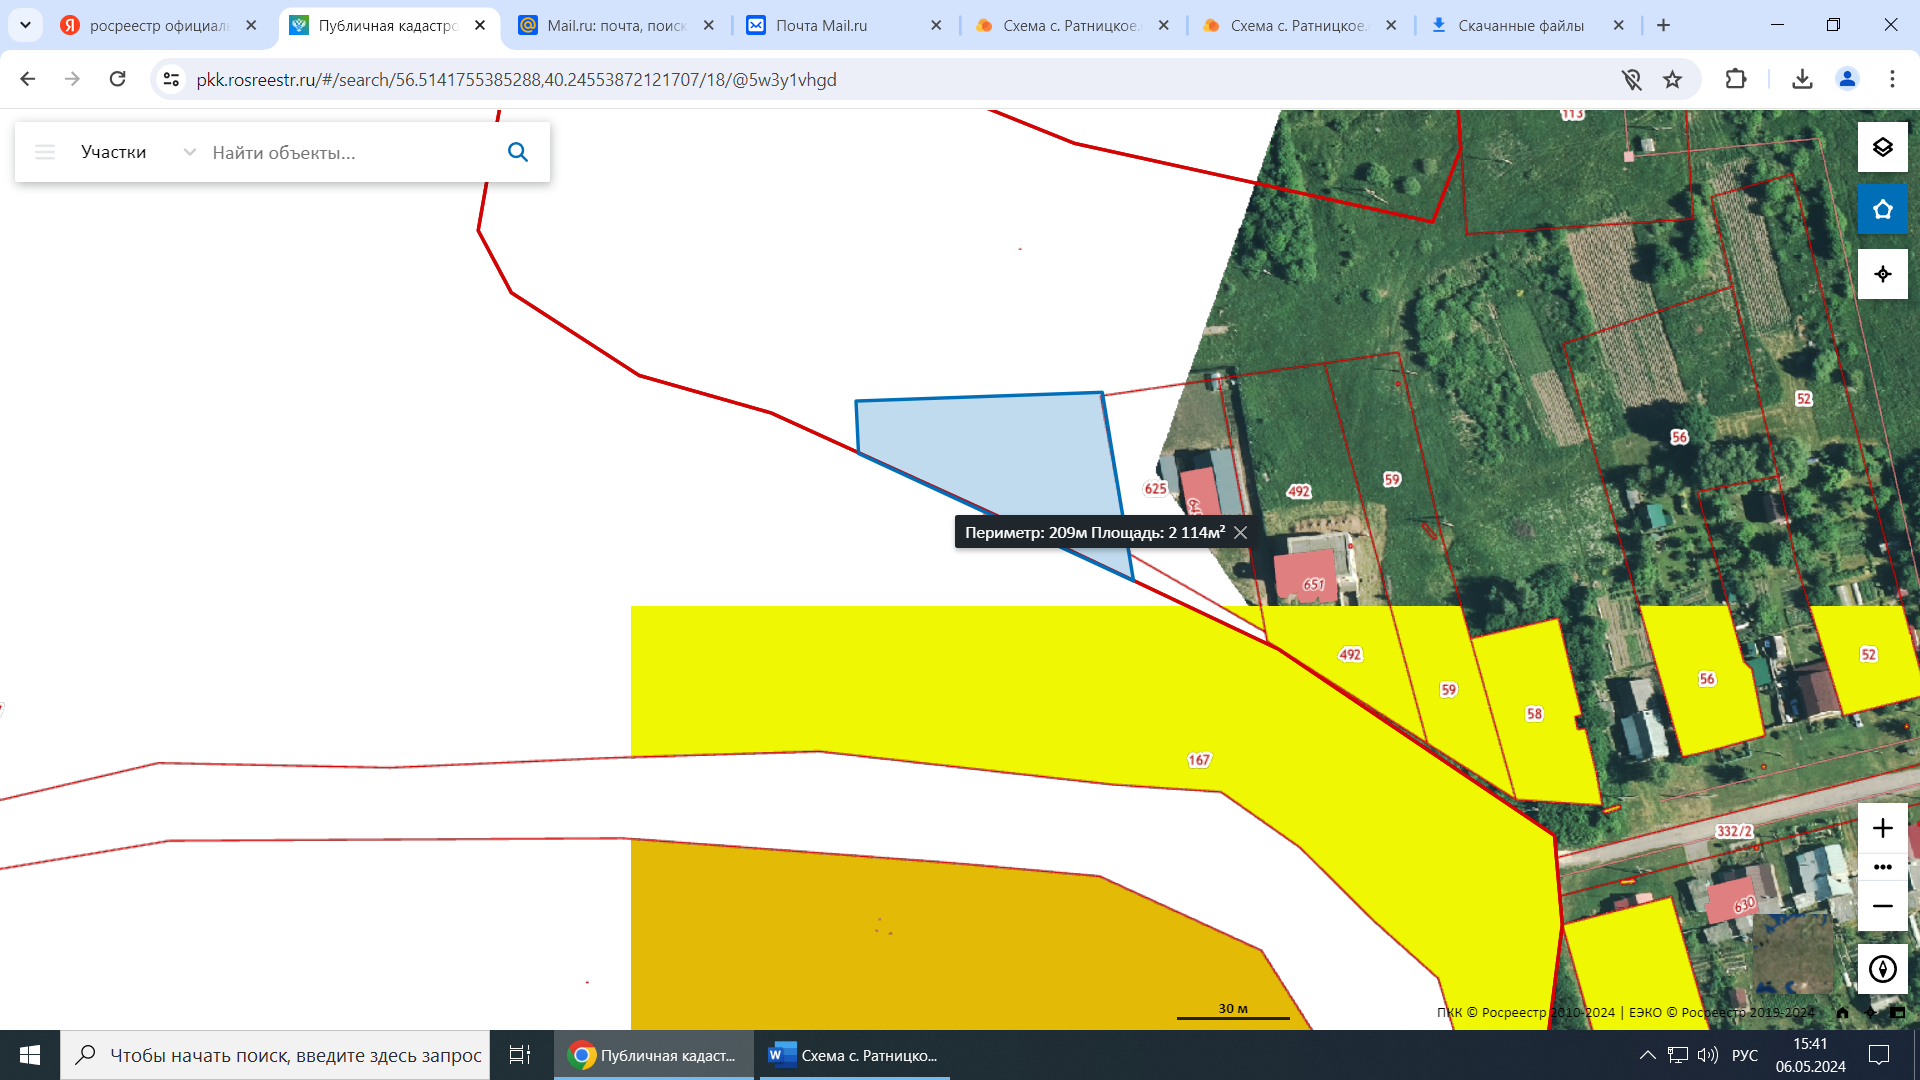 росреестр официаль
Публичная кадастро
Mail.ru: почта, поиск
Почта Mail.ru
Схема с. Ратницкое.
Схема с. Ратницкое.
Скачанные файлы
pkk.rosreestr.ru/#/search/56.5141755385288,40.24553872121707/18/@5w3y1vhgd
Участки
Найти объекты...
113
52
56
59
492
625
Периметр: 209м Площадь: 2 114м²
651
492
52
56
59
58
167
332/2
630
30 м
ПКК © Росреестр 2010-2024 | ЕЭКО © Росреестр 2019-2024
Чтобы начать поиск, введите здесь запрос
Публичная кадаст...
Схема с. Ратницко...
РУС
15:41
06.05.2024